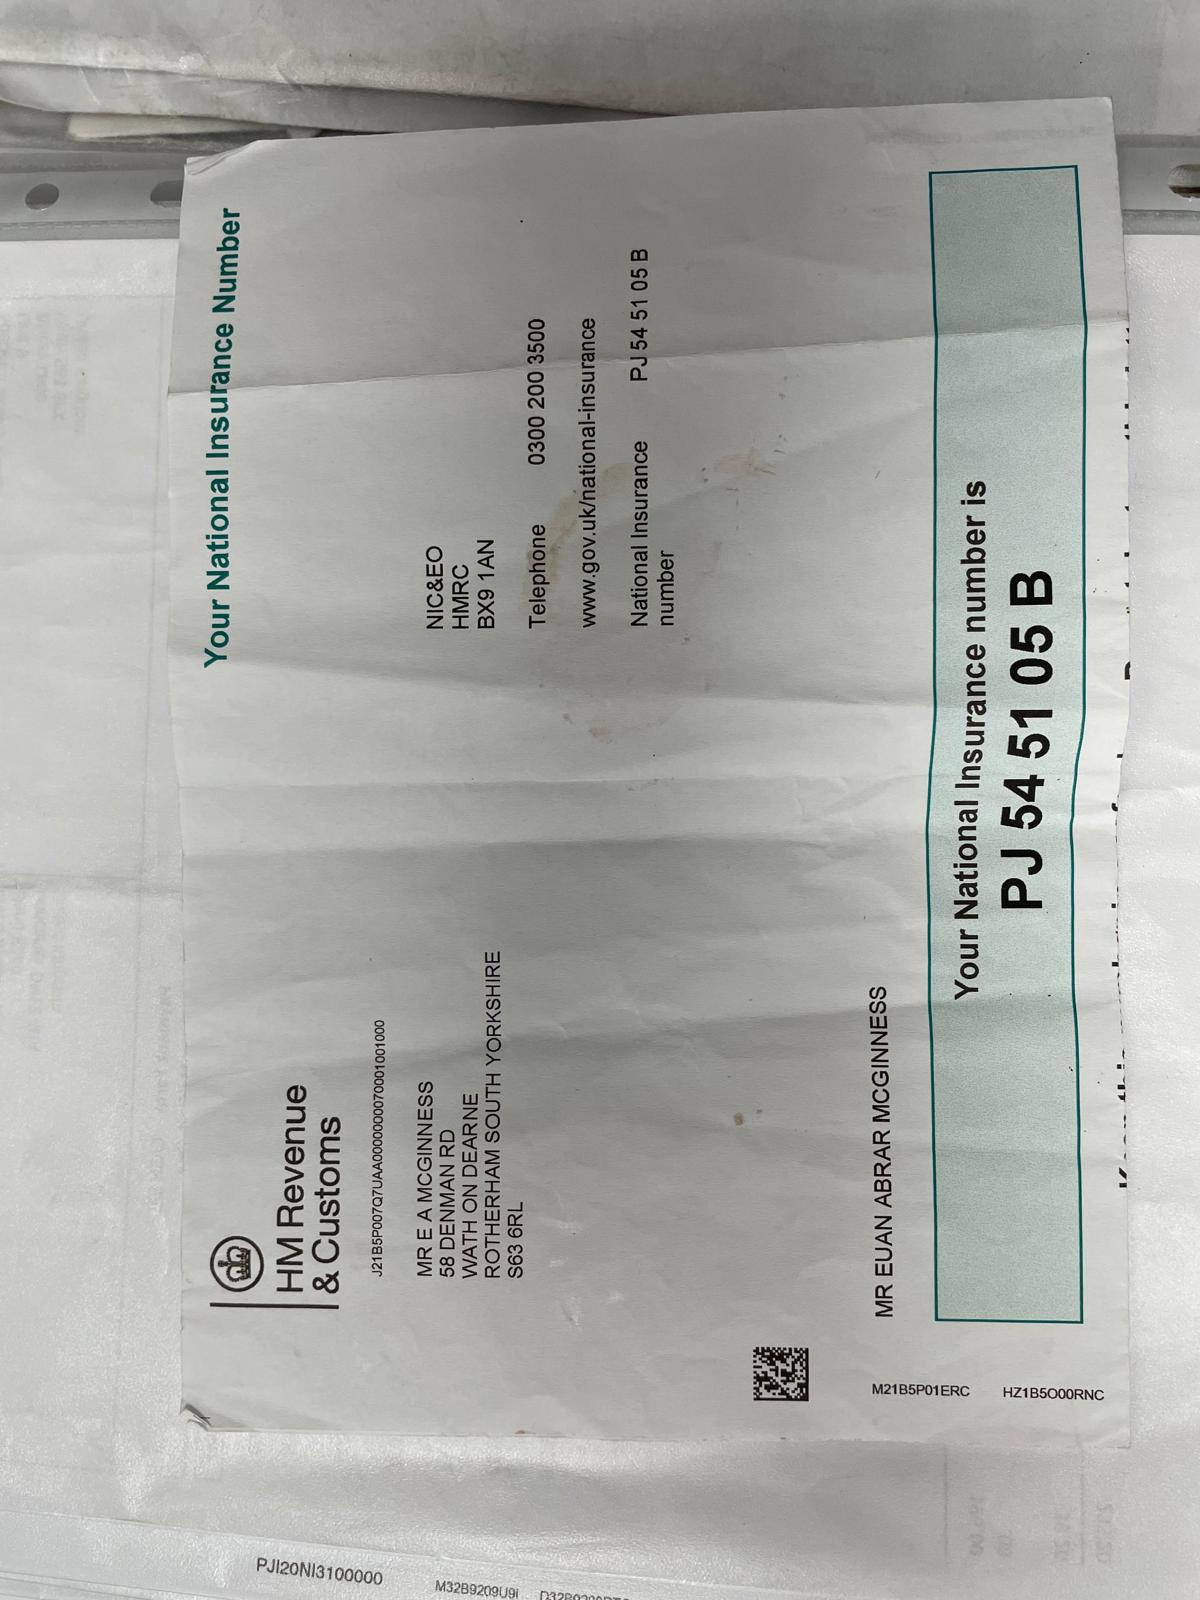 HM Revenue
& Customs
Your National Insurance Number
J21B5P007Q7UAA0000000070001001000
MR E A MCGINNESS
58 DENMAN RD
WATH ON DEARNE
ROTHERHAM SOUTH YORKSHIRE
S63 6RL
NIC&EO
HMRC
BX9 1AN
Telephone 0300 200 3500
www.gov.uk/national-insurance
National Insurance PJ 54 51 05 B
number
MR EUAN ABRAR MCGINNESS
M21B5P01ERC
Your National Insurance number is
PJ 54 51 05 B
HZ1B5O00RNC
PJI20NI3100000
M32B9209U9i